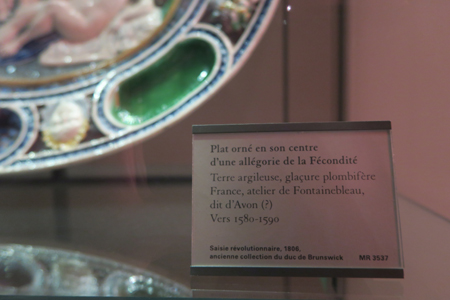 Plat orné en son centre
d'une allégorie de la Fécondité
Terre argileuse, glaçure plombifère
France, atelier de Fontainebleau,
dit d'Avon (?)
Vers 1580-1590
Saisie révolutionnaire, 1806,
ancienne collection du duc de Brunswick MR 3537